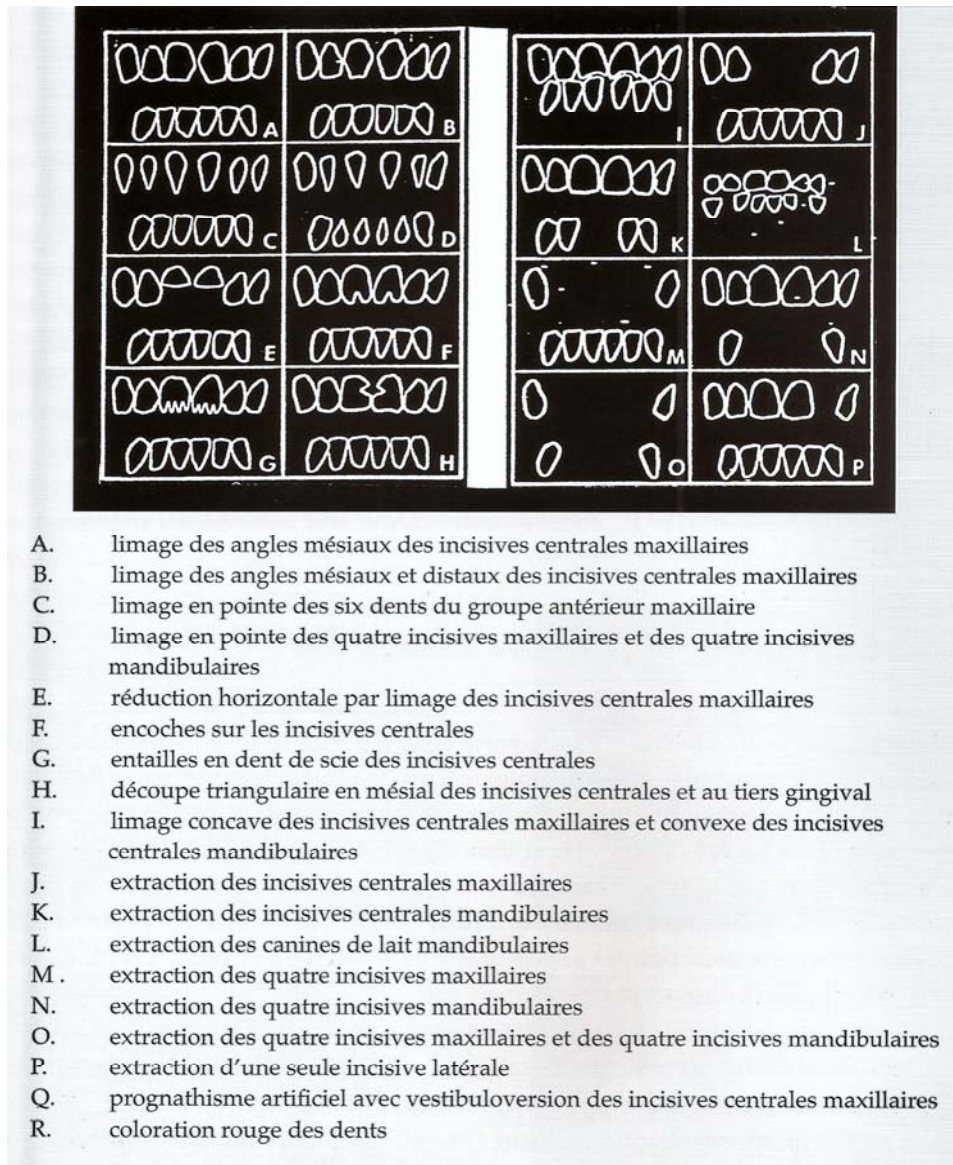 A
B
C
D
E
F
G
H
I
J
K
L
M
N
O
P
A. limage des angles mésiaux des incisives centrales maxillaires
B. limage des angles mésiaux et distaux des incisives centrales maxillaires
C. limage en pointe des six dents du groupe antérieur maxillaire
D. limage en pointe des quatre incisives maxillaires et des quatre incisives
mandibulaires
E. réduction horizontale par limage des incisives centrales maxillaires
F. encoches sur les incisives centrales
G. entailles en dent de scie des incisives centrales
H. découpe triangulaire en mésial des incisives centrales et au tiers gingival
I. limage concave des incisives centrales maxillaires et convexe des incisives
centrales mandibulaires
J. extraction des incisives centrales maxillaires
K. extraction des incisives centrales mandibulaires
L. extraction des canines de lait mandibulaires
M. extraction des quatre incisives maxillaires
N. extraction des quatre incisives mandibulaires
O. extraction des quatre incisives maxillaires et des quatre incisives mandibulaires
P. extraction d'une seule incisive latérale
Q. prognathisme artificiel avec vestibuloversion des incisives centrales maxillaires
R. coloration rouge des dents